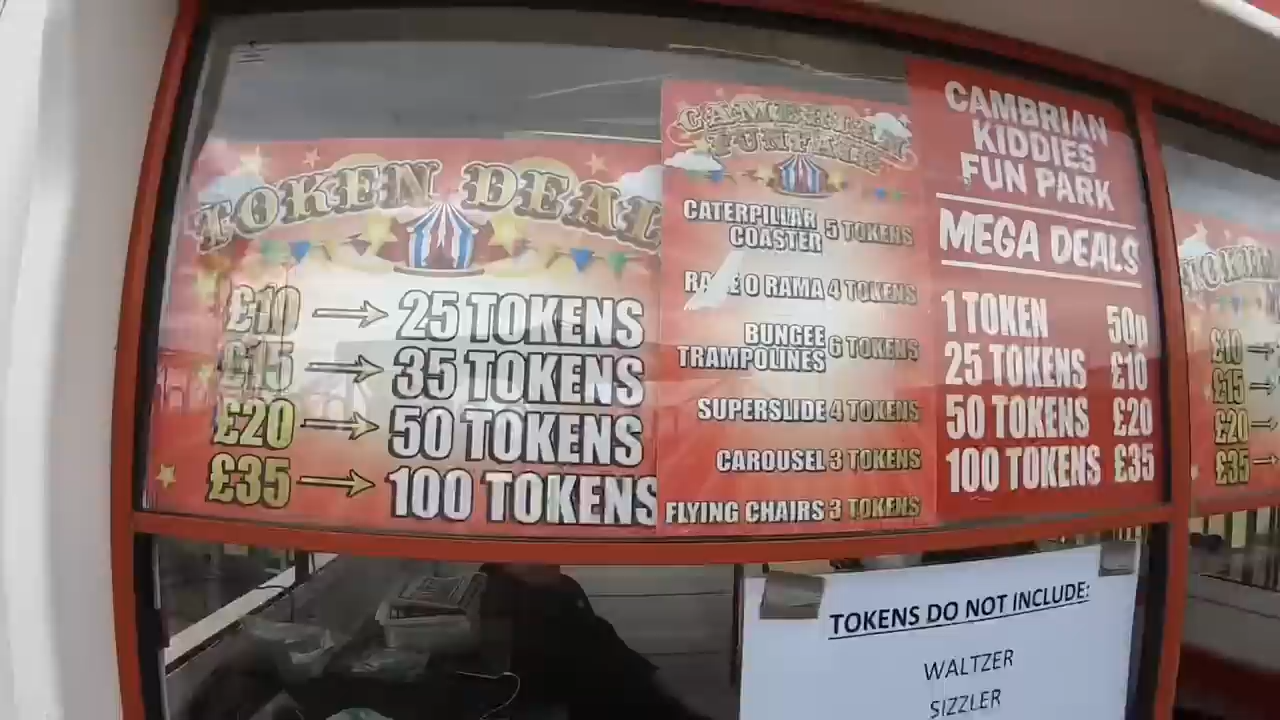 TOKEN DEAL
£10 → 25 TOKENS
£15 → 35 TOKENS
£20 → 50 TOKENS
£35 → 100 TOKENS
CAMBRIAN
FUNFAIR
CATERPILLAR
COASTER 5 TOKENS
O RAMA 4 TOKENS
BUNGEE
TRAMPOLINES 6 TOKENS
SUPERSLIDE 4 TOKENS
CAROUSEL 3 TOKENS
FLYING CHAIRS 3 TOKENS
CAMBRIAN
KIDDIES
FUN PARK
MEGA DEALS
1 TOKEN 50p
25 TOKENS £10
50 TOKENS £20
100 TOKENS £35
TOKENS DO NOT INCLUDE:
WALTZER
SIZZLER
£10
£15
£20
£35